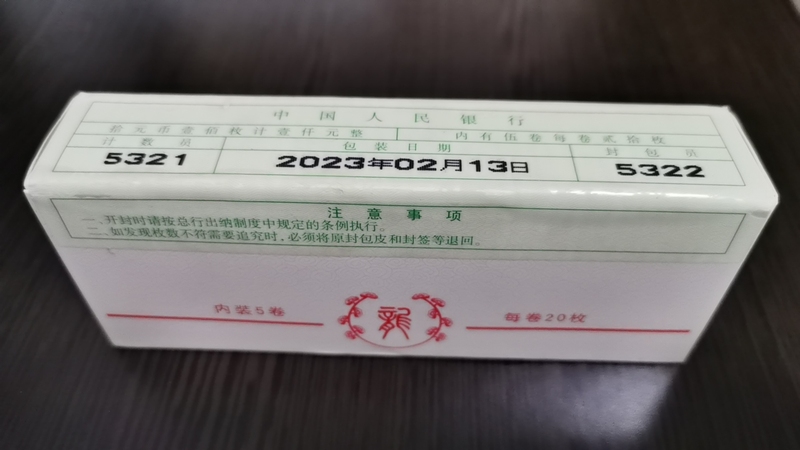 中国人民银行
拾元币壹佰枚计壹仟元整 内有伍卷每卷贰拾枚
计数员 包装日期 封包员
5321 2023年02月13日 5322
注意事项
一、开封时请按总行出纳制度中规定的条例执行。
二、如发现枚数不符需要追究时，必须将原封包皮和封签等退回。
内装5卷 龍 每卷20枚